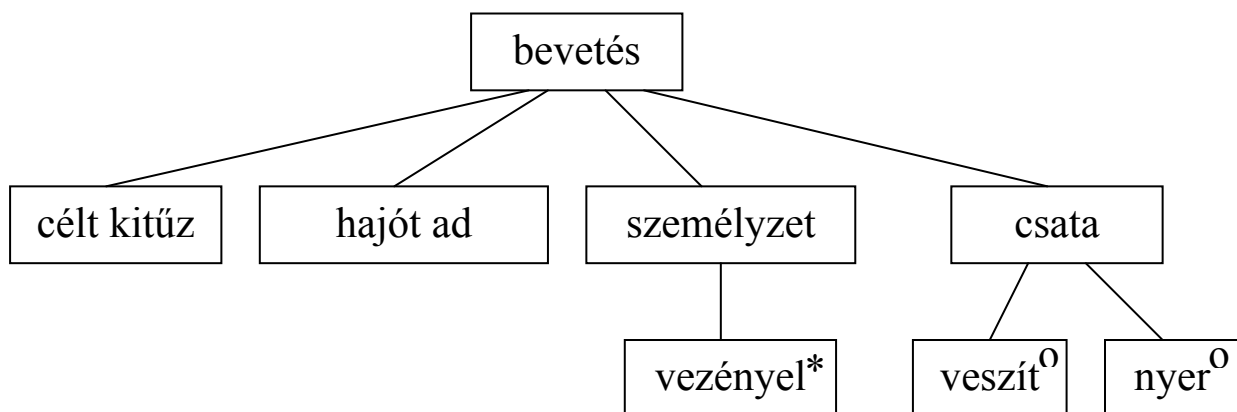 bevetés
célt kitűz
hajót ad
személyzet
csata
vezényel*
veszít°
nyer°